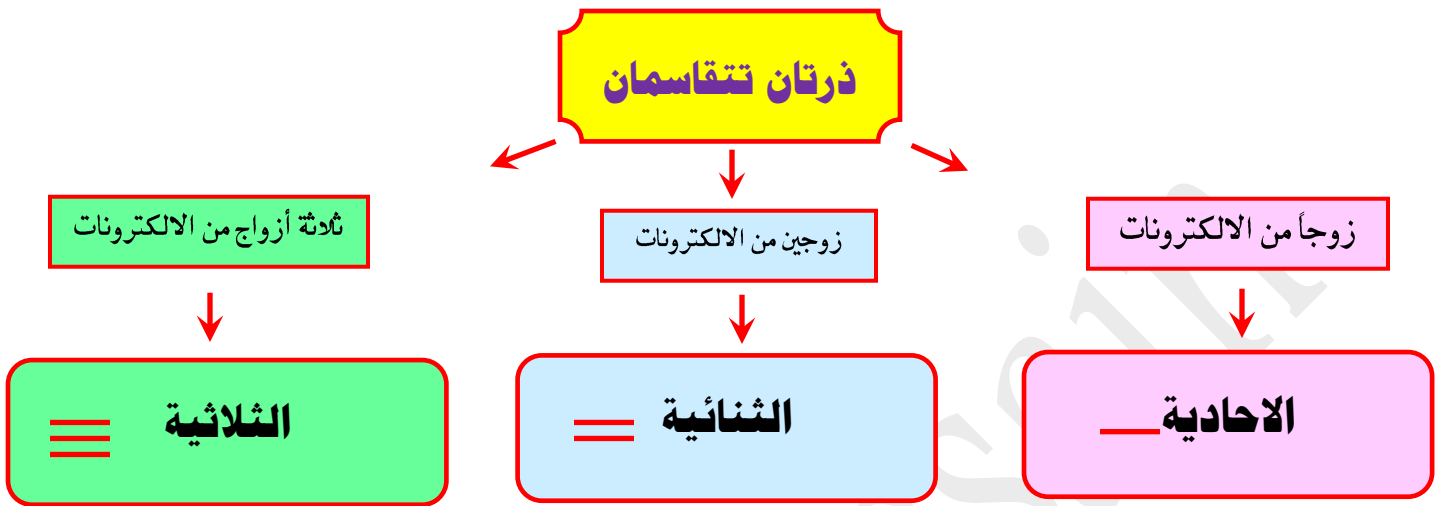 ذرتان تتقاسمان
زوجاً من الالكترونات
زوجين من الالكترونات
ثلاثة أزواج من الالكترونات
الاحادية
الثنائية
الثلاثية